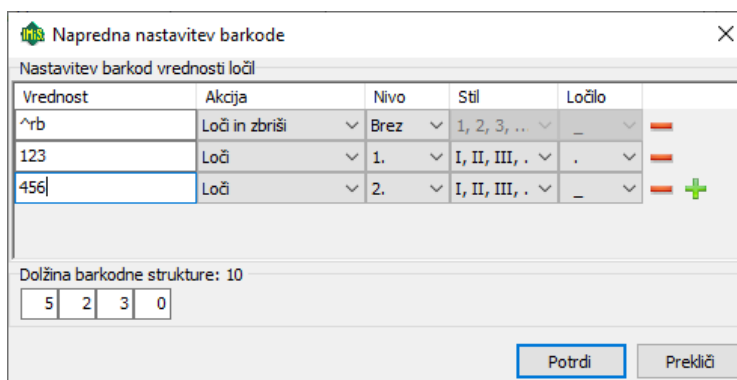 IMiS Napredna nastavitev barkode
Nastavitev barkod vrednosti ločil
Vrednost Akcija Nivo Stil Ločilo
^rb Loči in zbriši Brez 1, 2, 3, ... _
123 Loči 1. I, II, III, . .
456 Loči 2. I, II, III, . _
Dolžina barkodne strukture: 10
5 2 3 0
Potrdi Prekliči